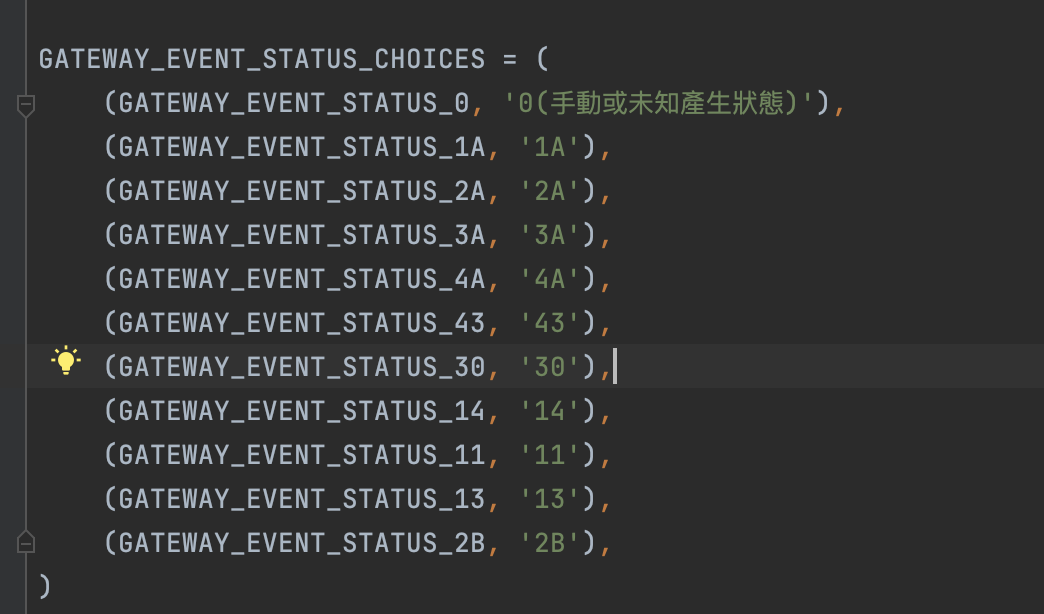 GATEWAY_EVENT_STATUS_CHOICES = (
(GATEWAY_EVENT_STATUS_0, '0(手動或未知產生狀態)'),
(GATEWAY_EVENT_STATUS_1A, '1A'),
(GATEWAY_EVENT_STATUS_2A, '2A'),
(GATEWAY_EVENT_STATUS_3A, '3A'),
(GATEWAY_EVENT_STATUS_4A, '4A'),
(GATEWAY_EVENT_STATUS_43, '43'),
(GATEWAY_EVENT_STATUS_30, '30'),
(GATEWAY_EVENT_STATUS_14, '14'),
(GATEWAY_EVENT_STATUS_11, '11'),
(GATEWAY_EVENT_STATUS_13, '13'),
(GATEWAY_EVENT_STATUS_2B, '2B'),
)